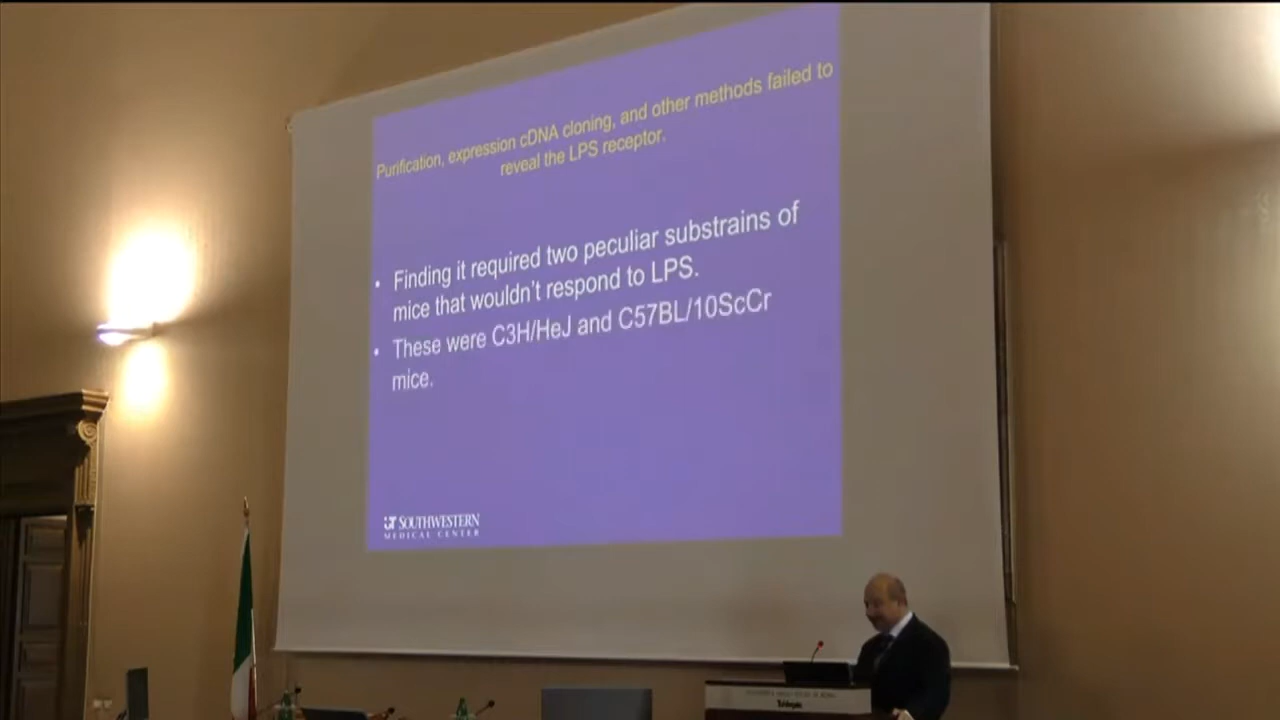 Purification, expression cDNA cloning, and other methods failed to
reveal the LPS receptor.
• Finding it required two peculiar substrains of
mice that wouldn't respond to LPS.
• These were C3H/HeJ and C57BL/10ScCr
mice.
UT SOUTHWESTERN
MEDICAL CENTER